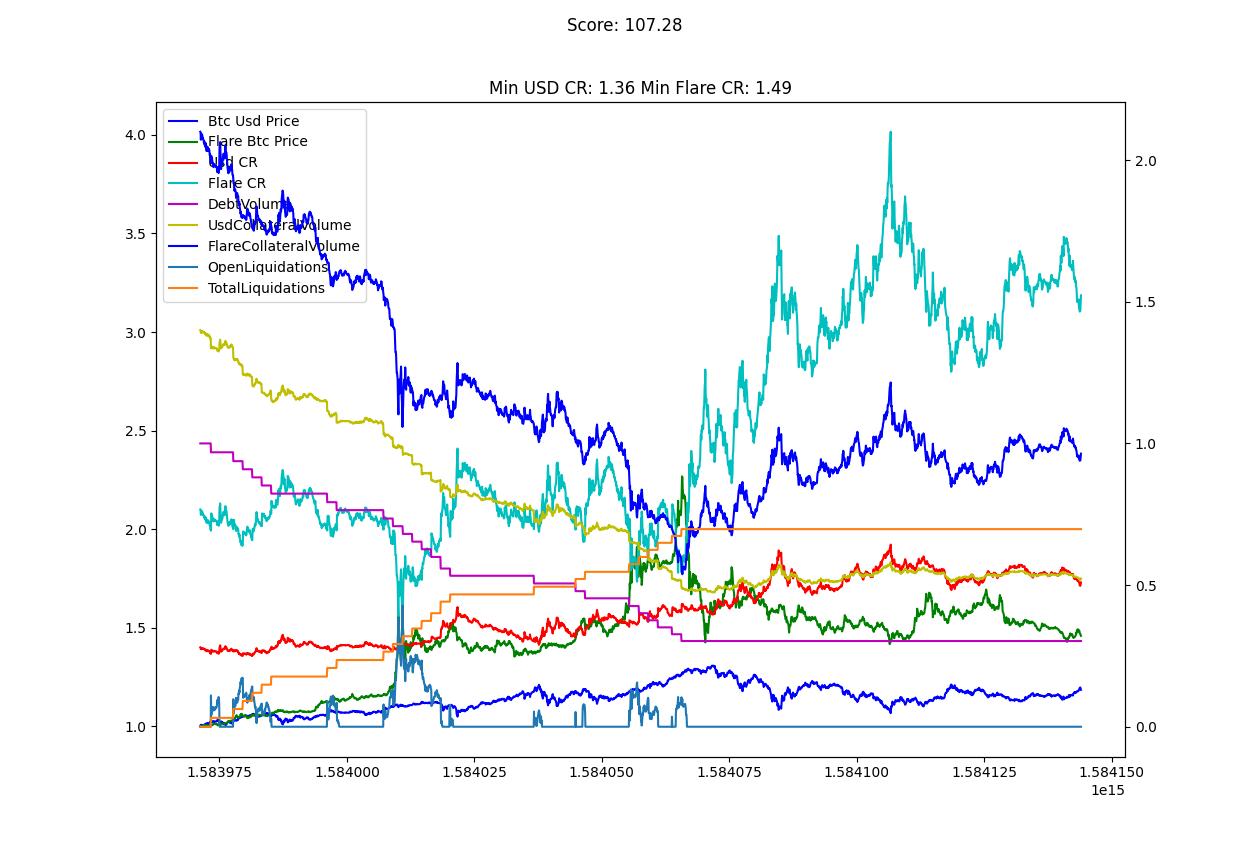 Score: 107.28
Min USD CR: 1.36 Min Flare CR: 1.49
Btc Usd Price
Flare Btc Price
Usd CR
Flare CR
DebtVolume
UsdCollateralVolume
FlareCollateralVolume
OpenLiquidations
TotalLiquidations
4.0
3.5
3.0
2.5
2.0
1.5
1.0
2.0
1.5
1.0
0.5
0.0
1.583975 1.584000 1.584025 1.584050 1.584075 1.584100 1.584125 1.584150
1e15